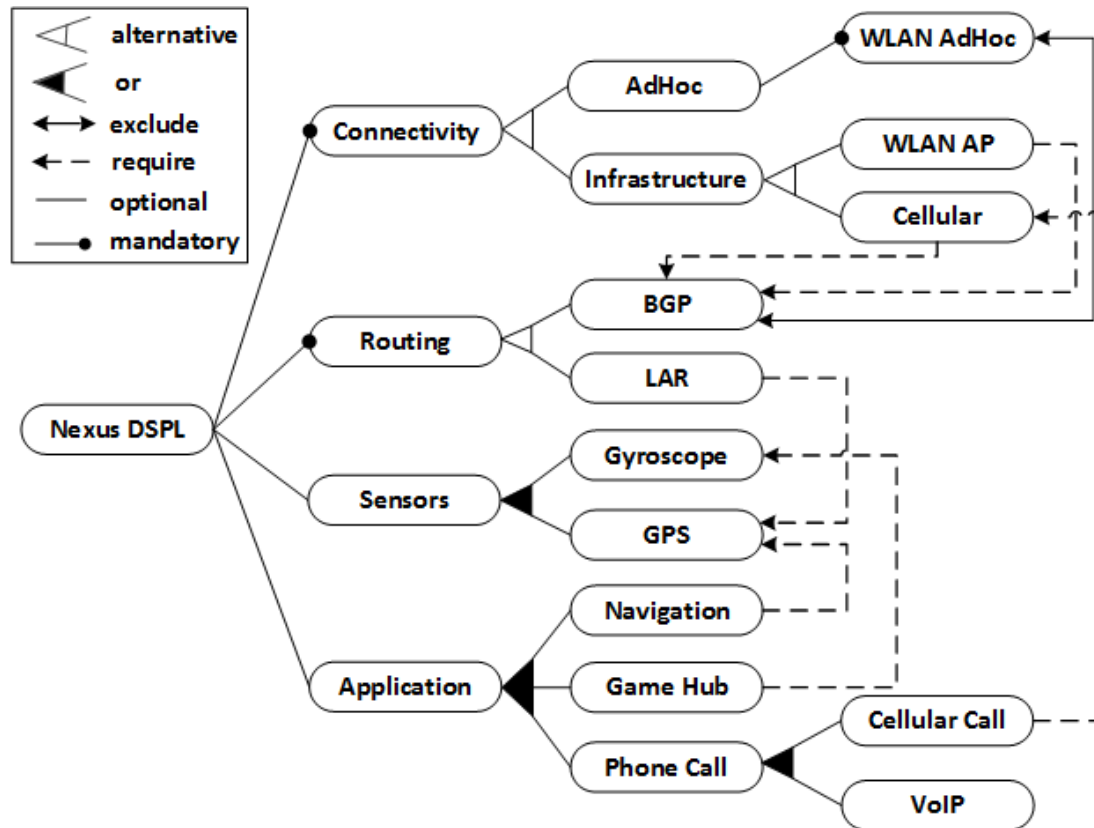 alternative
or
exclude
require
optional
mandatory
WLAN AdHoc
AdHoc
Connectivity
WLAN AP
Infrastructure
Cellular
BGP
Routing
LAR
Nexus DSPL
Gyroscope
Sensors
GPS
Navigation
Application
Game Hub
Cellular Call
Phone Call
VoIP